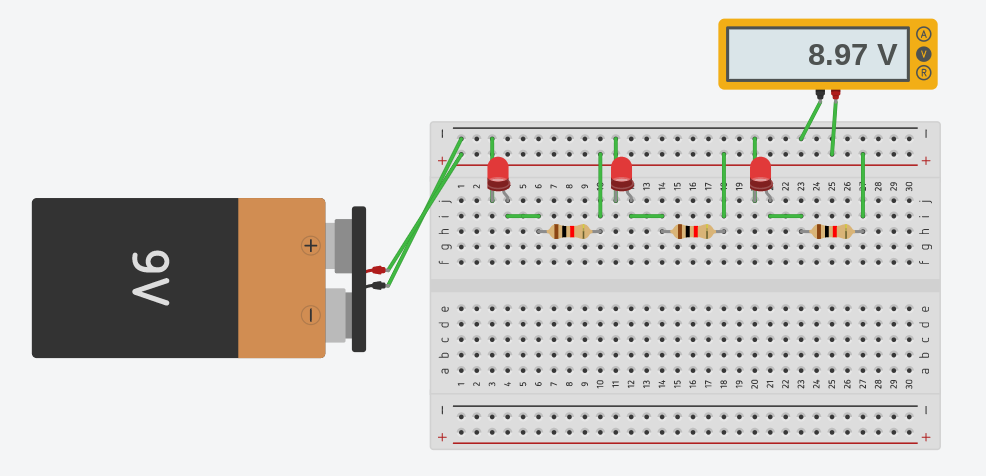 8.97 V
A
V
R
− −
+ +
1 2 3 4 5 6 7 8 9 10 11 12 13 14 15 16 17 18 19 20 21 22 23 24 25 26 27 28 29 30
j j
i i
h h
g g
f f
9V
+
−
e e
d d
c c
b b
a a
1 2 3 4 5 6 7 8 9 10 11 12 13 14 15 16 17 18 19 20 21 22 23 24 25 26 27 28 29 30
− −
+ +